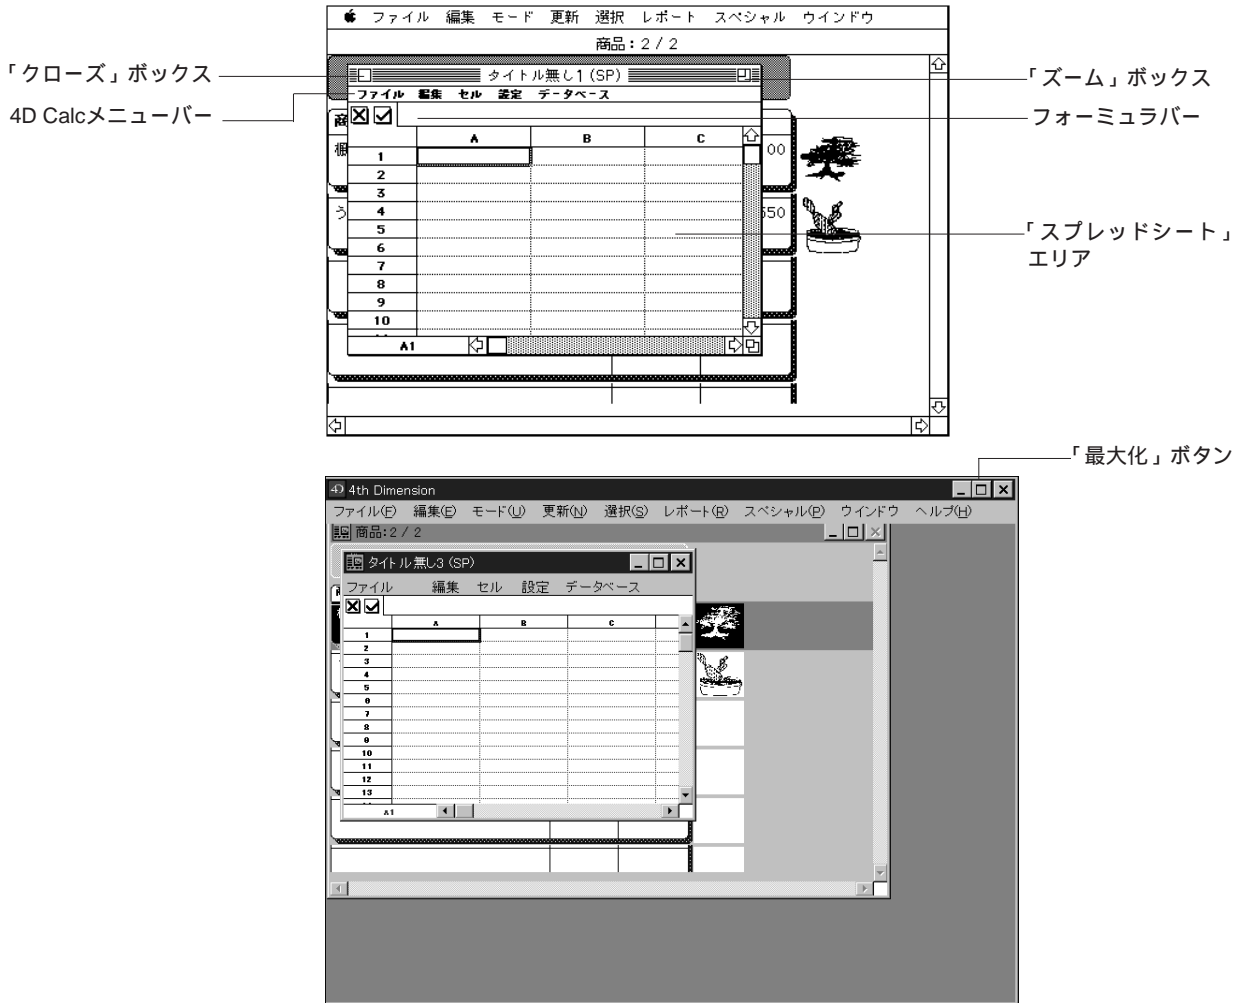 ファイル 編集 モード 更新 選択 レポート スペシャル ウインドウ
商品：2 / 2
「クローズ」ボックス
タイトル無し1 (SP)
「ズーム」ボックス
ファイル 編集 セル 設定 データベース
4D Calcメニューバー
フォーミュラバー
商
A B C
棚
00
1
2
3
う
550
4
5
「スプレッドシート」
エリア
6
7
8
9
10
A1
「最大化」ボタン
4D 4th Dimension
ファイル(F) 編集(E) モード(U) 更新(N) 選択(S) レポート(R) スペシャル(P) ウインドウ ヘルプ(H)
商品:2 / 2
タイトル無し3 (SP)
ファイル 編集 セル 設定 データベース
A B C
1
2
3
4
5
6
7
8
9
10
11
12
13
A1